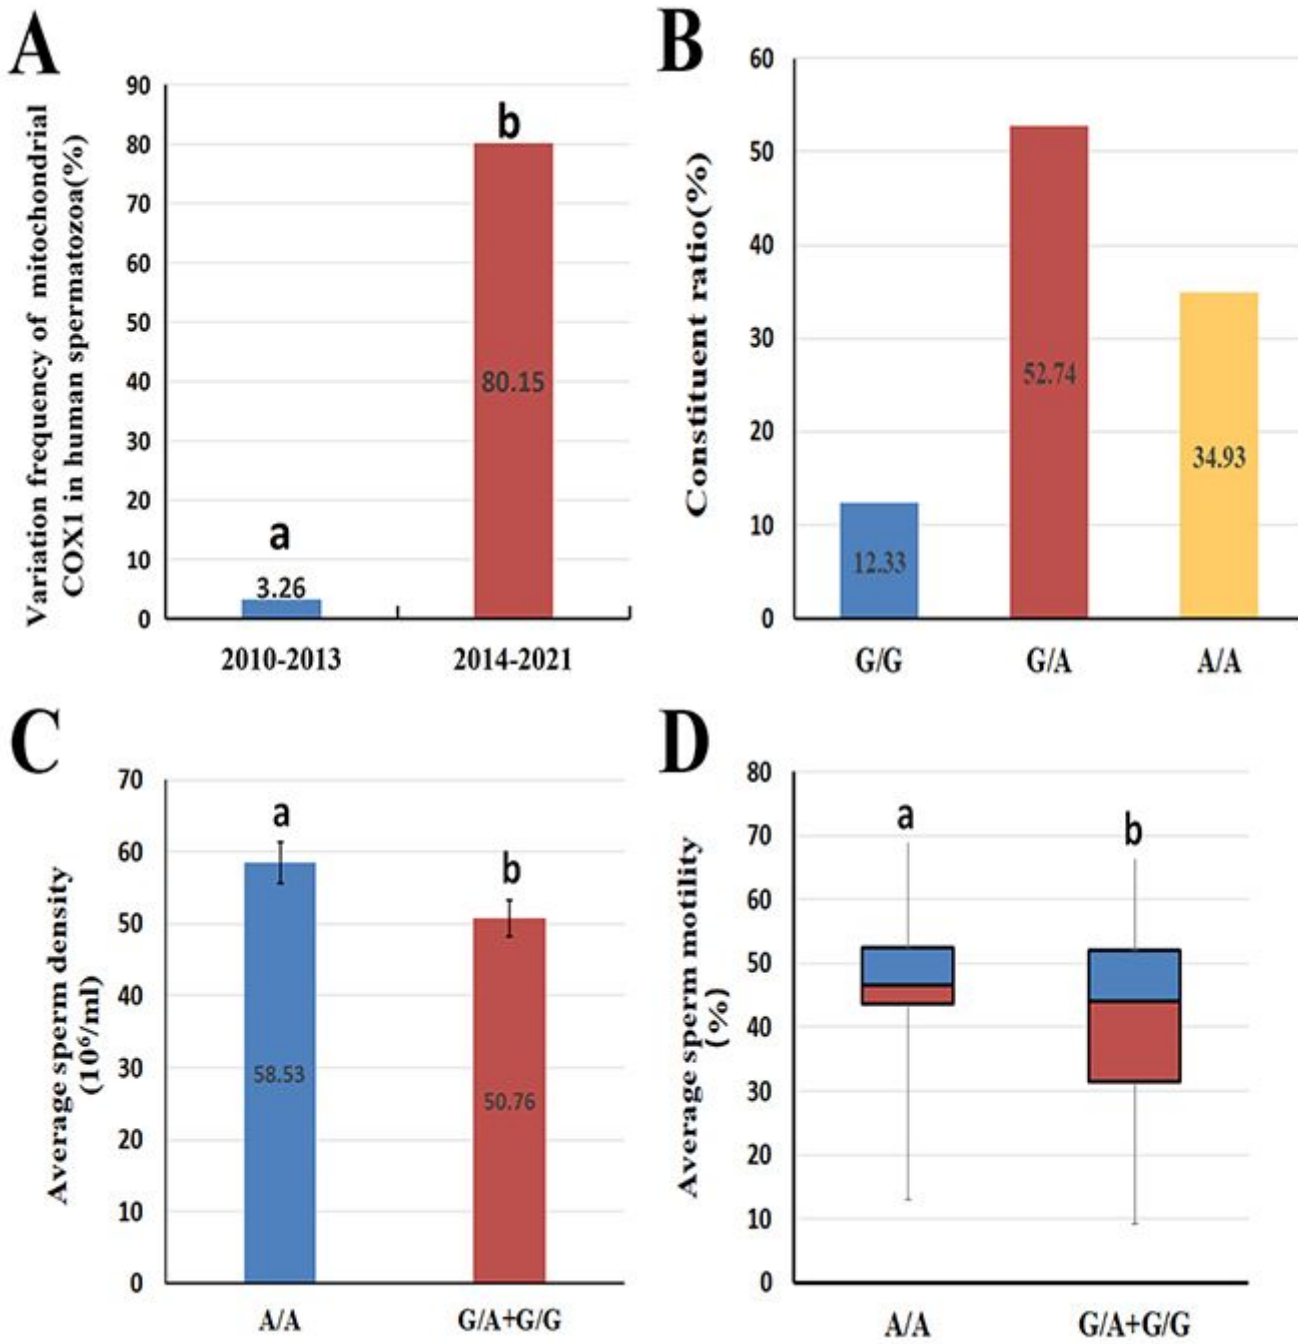 A
Variation frequency of mitochondrial
COX1 in human spermatozoa(%)
90
80
70
60
50
40
30
20
10
0
a
3.26
b
80.15
2010-2013
2014-2021
B
Constituent ratio(%)
60
50
40
30
20
10
0
12.33
52.74
34.93
G/G
G/A
A/A
C
Average sperm density
(10⁶/ml)
70
60
50
40
30
20
10
0
a
58.53
b
50.76
A/A
G/A+G/G
D
Average sperm motility
(%)
80
70
60
50
40
30
20
10
0
a
b
A/A
G/A+G/G